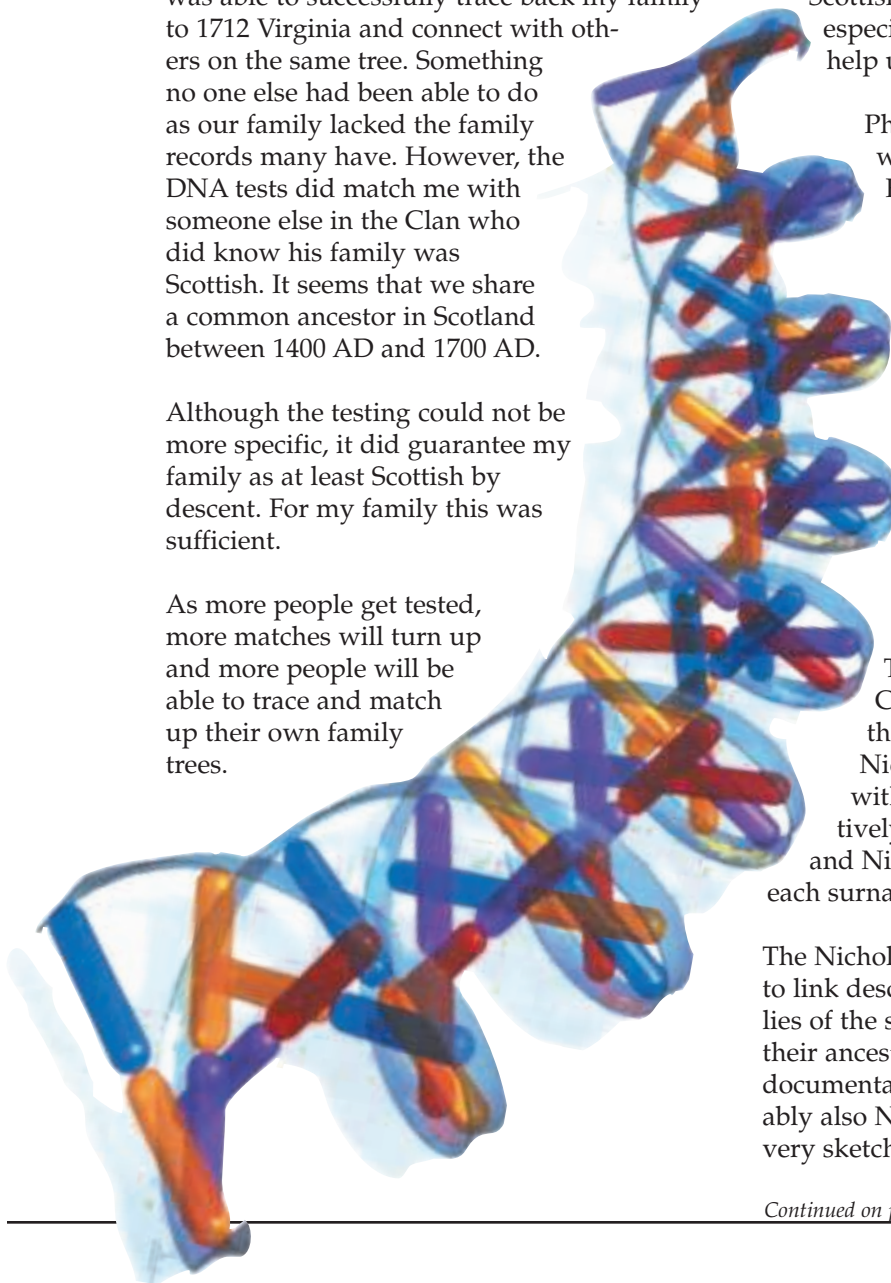 was able to successfully trace back my family
to 1712 Virginia and connect with oth-
ers on the same tree. Something
no one else had been able to do
as our family lacked the family
records many have. However, the
DNA tests did match me with
someone else in the Clan who
did know his family was
Scottish. It seems that we share
a common ancestor in Scotland
between 1400 AD and 1700 AD.
Although the testing could not be
more specific, it did guarantee my
family as at least Scottish by
descent. For my family this was
sufficient.
As more people get tested,
more matches will turn up
and more people will be
able to trace and match
up their own family
trees.
Scottish
especi
help u
Ph
w
T
C
th
Ni
with
tively
and Ni
each surna
The Nichol
to link desc
lies of the s
their ances
documenta
ably also N
very sketch
Continued on